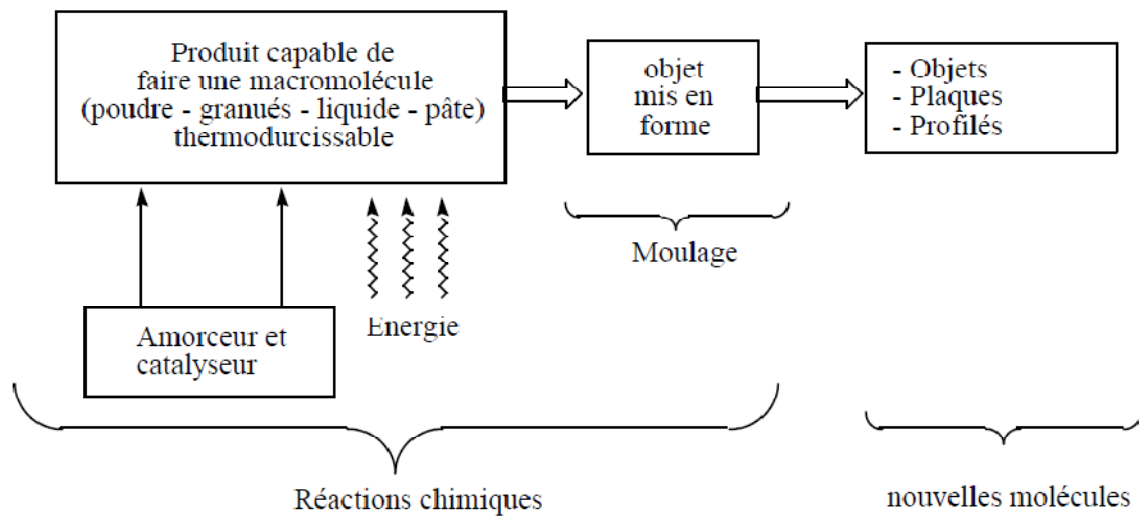 Produit capable de
faire une macromolécule
(poudre - granués - liquide - pâte)
thermodurcissable
objet
mis en
forme
- Objets
- Plaques
- Profilés
Moulage
Energie
Amorceur et
catalyseur
Réactions chimiques
nouvelles molécules